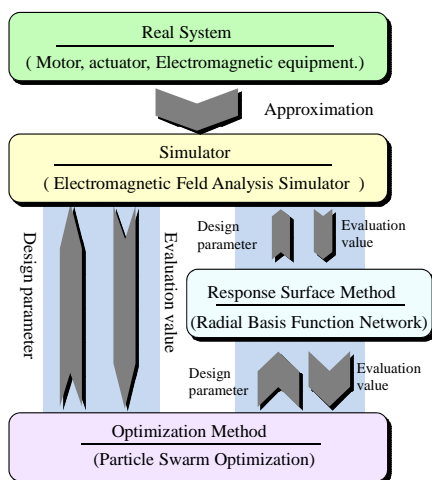 Real System
( Motor, actuator, Electromagnetic equipment.)
Approximation
Simulator
( Electromagnetic Feld Analysis Simulator )
Design parameter
Evaluation value
Design
parameter
Evaluation
value
Response Surface Method
(Radial Basis Function Network)
Design
parameter
Evaluation
value
Optimization Method
(Particle Swarm Optimization)